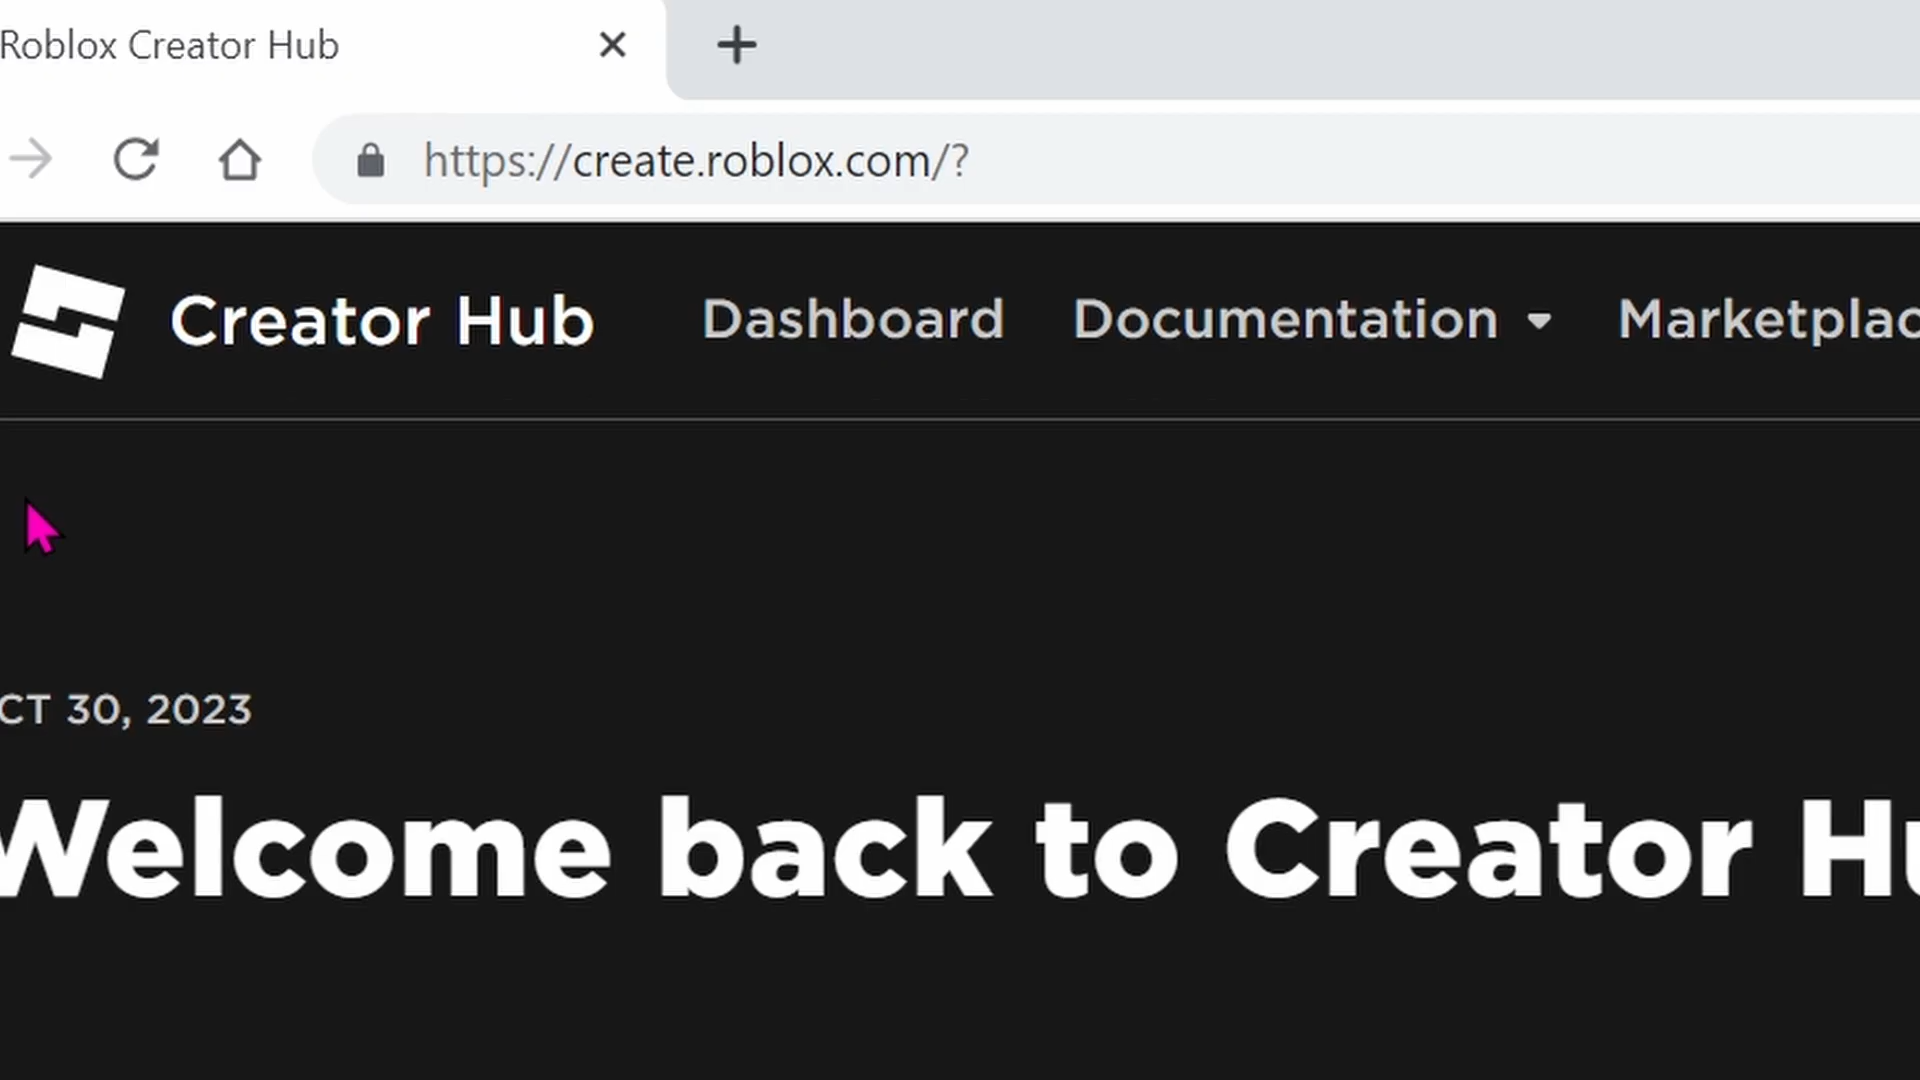 Roblox Creator Hub
https://create.roblox.com/?
Creator Hub Dashboard Documentation Marketplac
CT 30, 2023
Welcome back to Creator Hu